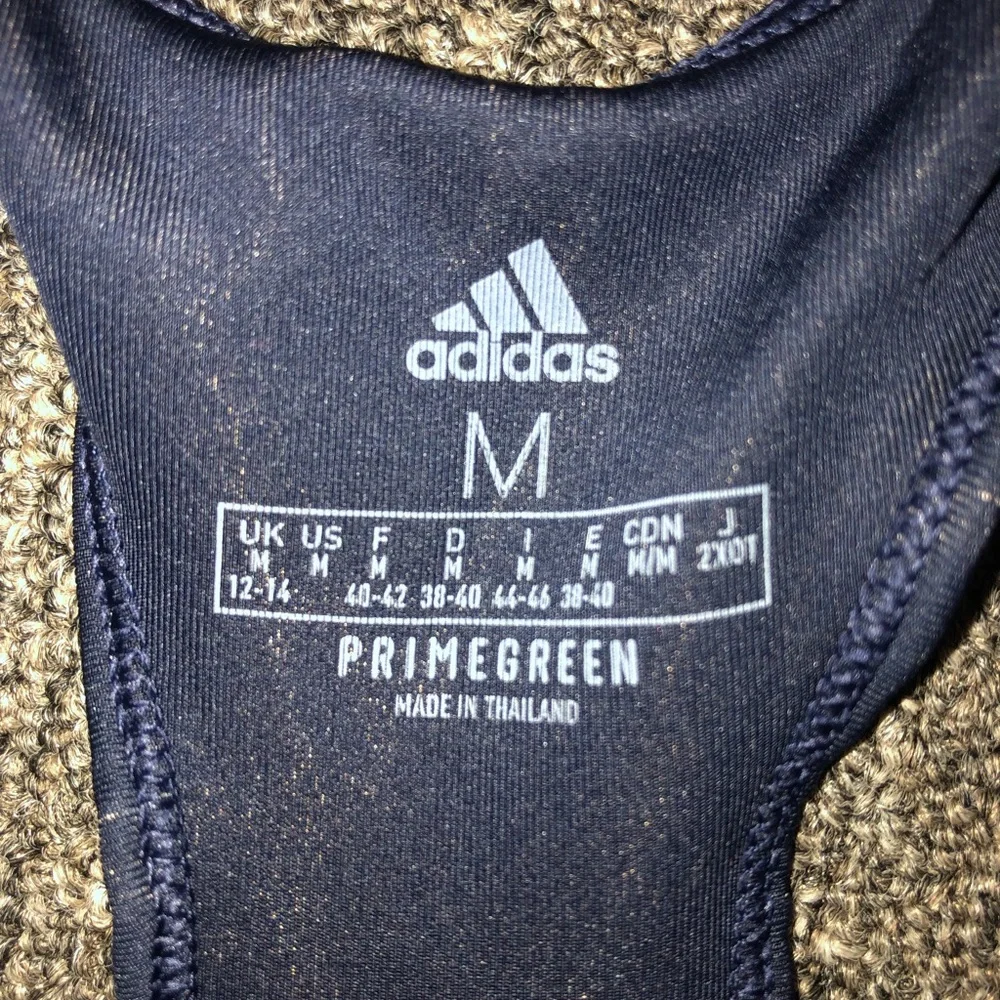 adidas
M
UK US F D I E CDN J
M M M M M M M/M 2XOT
12-14 40-42 38-40 44-46 38-40
PRIMEGREEN
MADE IN THAILAND